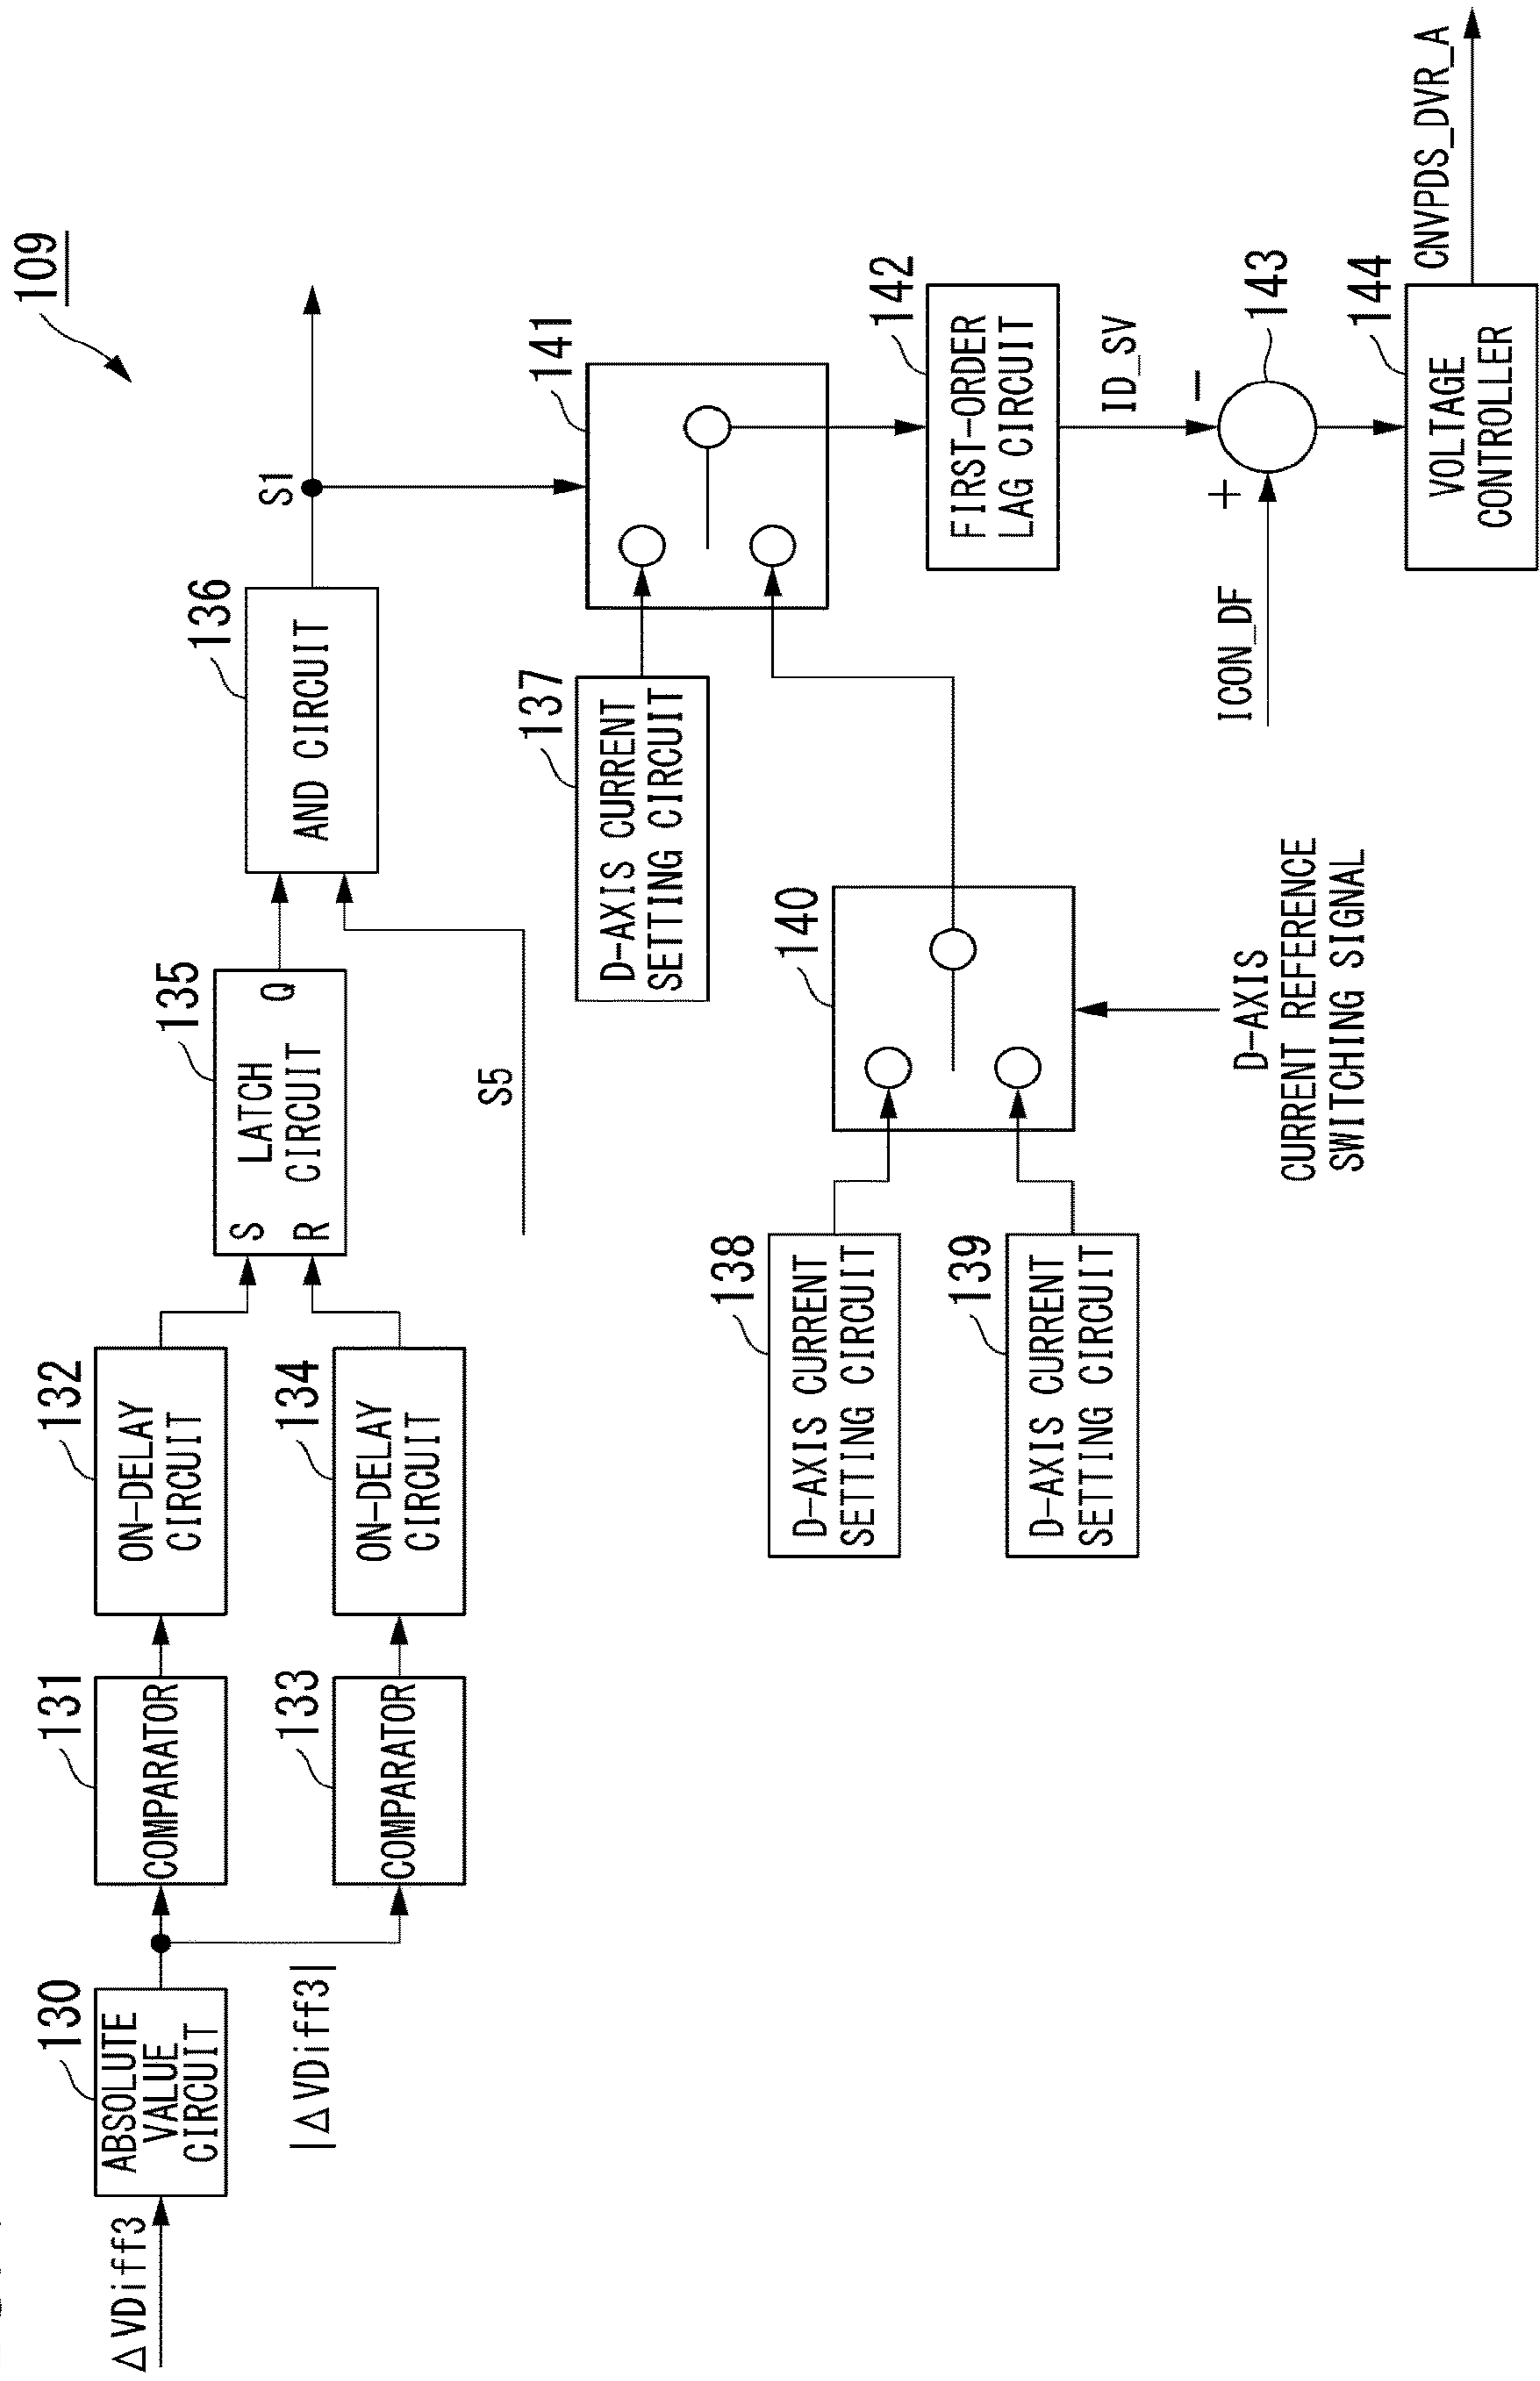 109
ΔVDiff3
130
ABSOLUTE
VALUE
CIRCUIT
|ΔVDiff3|
131
COMPARATOR
132
ON-DELAY
CIRCUIT
133
COMPARATOR
134
ON-DELAY
CIRCUIT
135
S
R
LATCH
CIRCUIT
Q
S5
136
AND CIRCUIT
S1
137
D-AXIS CURRENT
SETTING CIRCUIT
138
D-AXIS CURRENT
SETTING CIRCUIT
139
D-AXIS CURRENT
SETTING CIRCUIT
140
D-AXIS
CURRENT REFERENCE
SWITCHING SIGNAL
141
142
FIRST-ORDER
LAG CIRCUIT
ID_SV
−
+
ICON_DF
143
144
VOLTAGE
CONTROLLER
CNVPDS_DVR_A